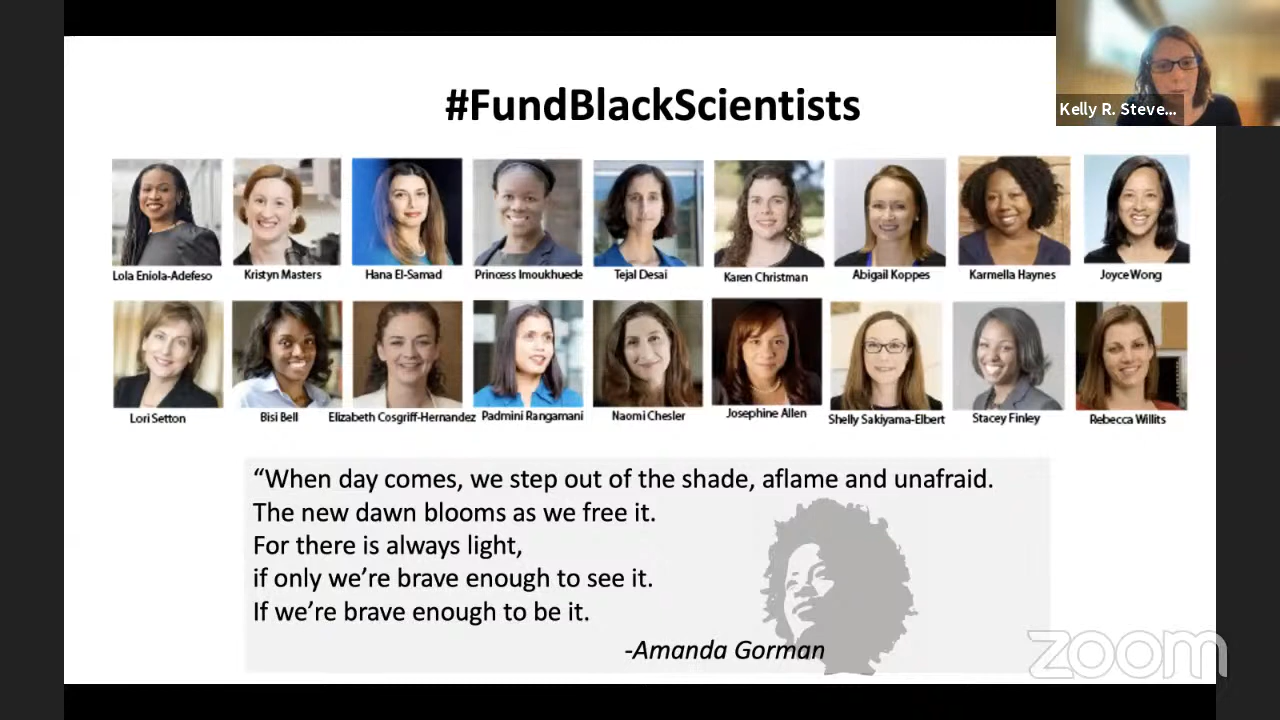 #FundBlackScientists
Kelly R. Steve...
Lola Eniola-Adefeso
Kristyn Masters
Hana El-Samad
Princess Imoukhuede
Tejal Desai
Karen Christman
Abigail Koppes
Karmella Haynes
Joyce Wong
Lori Setton
Bisi Bell
Elizabeth Cosgriff-Hernandez
Padmini Rangamani
Naomi Chesler
Josephine Allen
Shelly Sakiyama-Elbert
Stacey Finley
Rebecca Willits
“When day comes, we step out of the shade, aflame and unafraid.
The new dawn blooms as we free it.
For there is always light,
if only we’re brave enough to see it.
If we’re brave enough to be it.
-Amanda Gorman
zoom